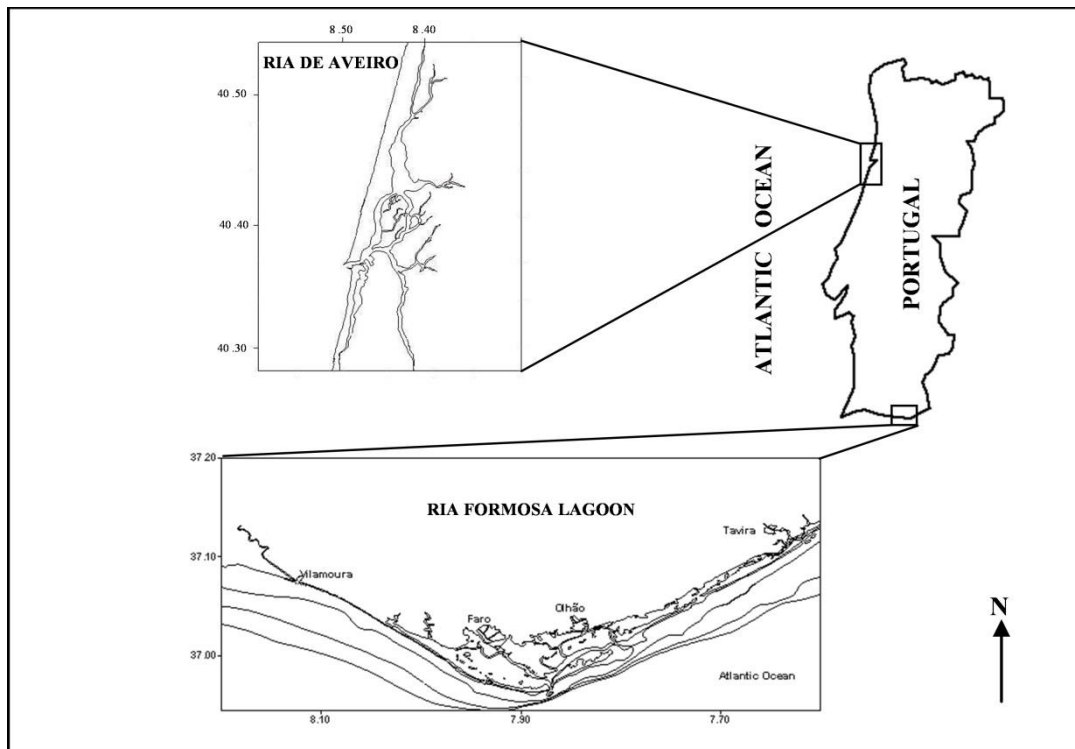 8.50 8.40
RIA DE AVEIRO
40.50
40.40
40.30
ATLANTIC OCEAN
PORTUGAL
37.20
RIA FORMOSA LAGOON
Tavira
37.10
Vilamoura
Olhão
Faro
37.00
Atlantic Ocean
8.10 7.90 7.70
N